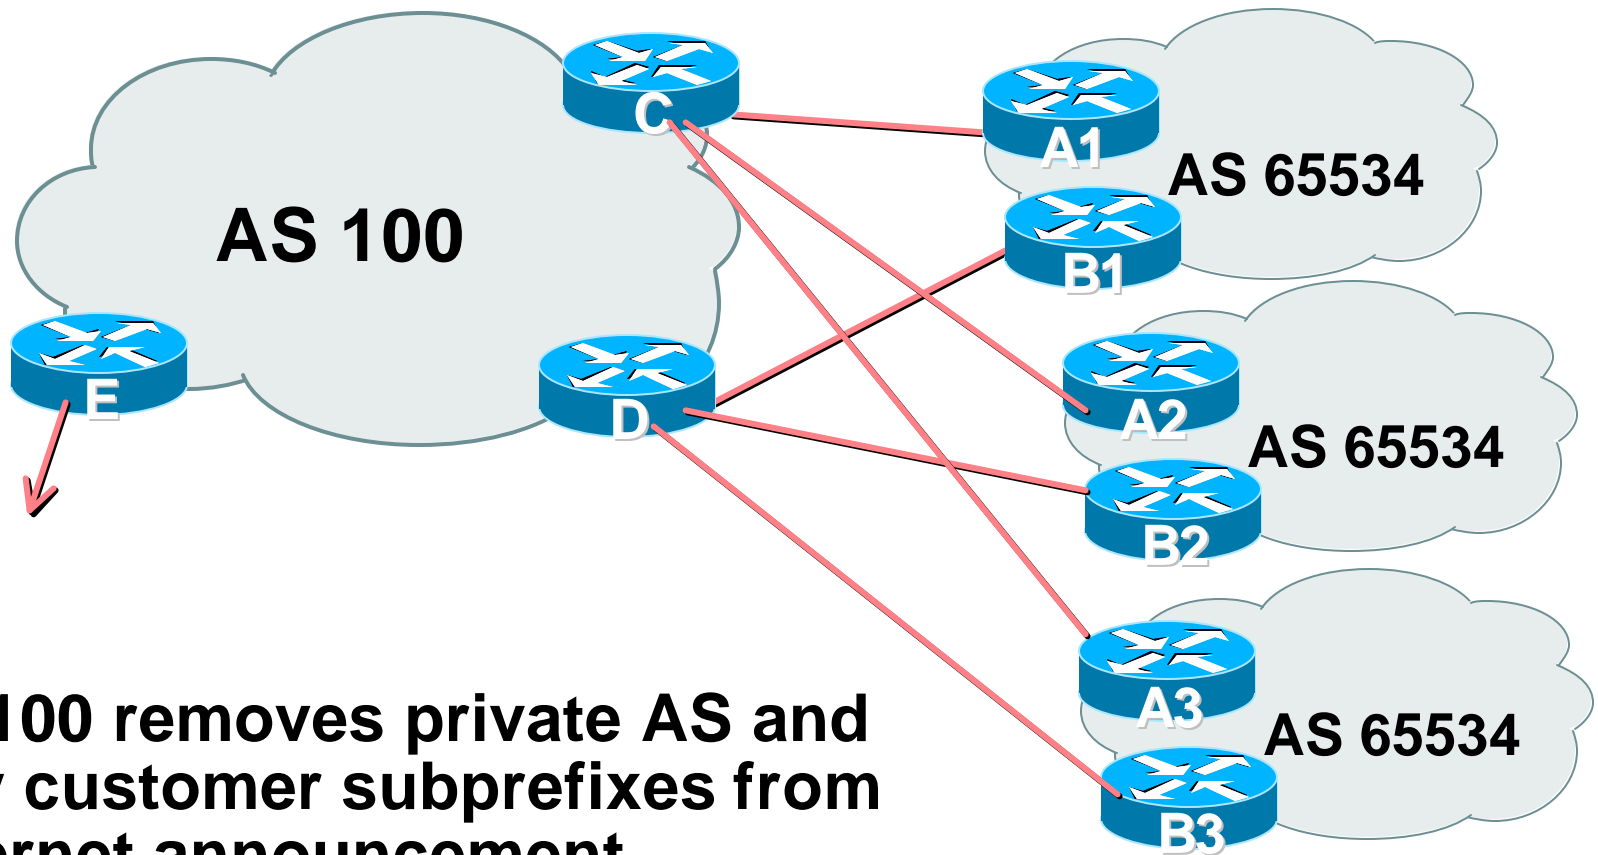 C
A1
AS 65534
AS 100
B1
E
D
A2
AS 65534
B2
A3
100 removes private AS and
AS 65534
customer subprefixes from
B3
announcement